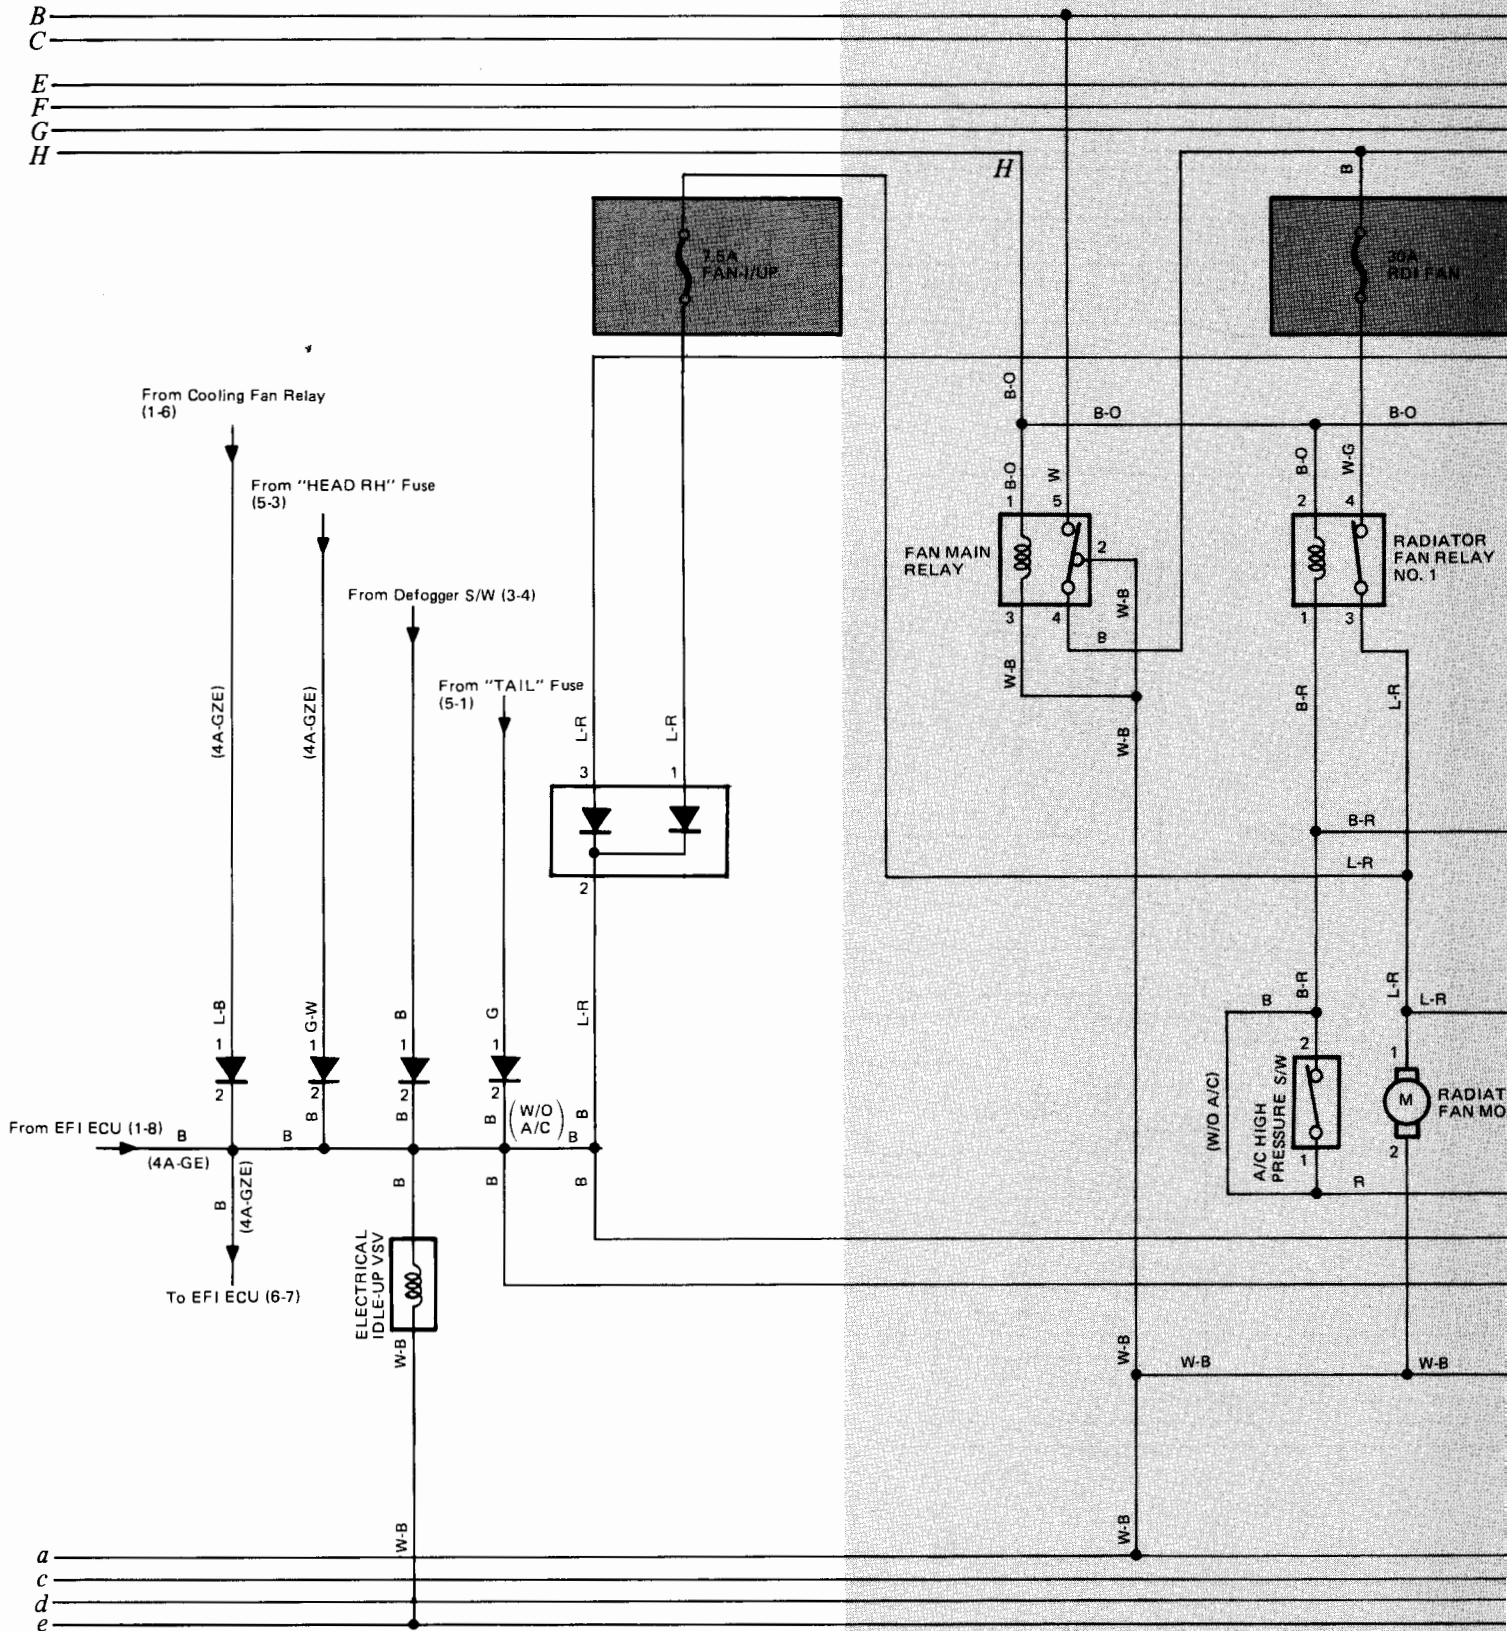 B
C
E
F
G
H
H
B
7.5A
FAN-I/UP
30A
RDI FAN
From Cooling Fan Relay
(1-6)
B-O
B-O
B-O
From "HEAD RH" Fuse
(5-3)
B-O
W
B-O
W-G
1
5
2
4
FAN MAIN
RELAY
2
RADIATOR
FAN RELAY
NO. 1
From Defogger S/W (3-4)
W-B
3
4
B
1
3
From "TAIL" Fuse
(5-1)
W-B
(4A-GZE)
(4A-GZE)
L-R
L-R
W-B
B-R
L-R
3
1
2
B-R
L-R
L-B
G-W
B
G
L-R
B
B-R
L-R
L-R
1
1
1
1
2
1
2
2
2
2
B
B
B
(W/O
A/C)
B
B
(W/O A/C)
A/C HIGH
PRESSURE S/W
M
RADIAT
FAN MO
From EFI ECU (1-8)
B
B
(4A-GE)
1
2
B
(4A-GZE)
B
B
B
R
To EFI ECU (6-7)
ELECTRICAL
IDLE-UP VSV
W-B
W-B
W-B
W-B
W-B
W-B
a
c
d
e